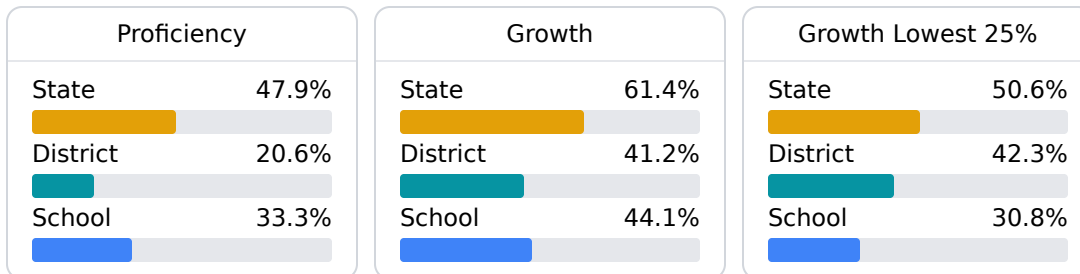 Proficiency
State 47.9%
District 20.6%
School 33.3%
Growth
State 61.4%
District 41.2%
School 44.1%
Growth Lowest 25%
State 50.6%
District 42.3%
School 30.8%